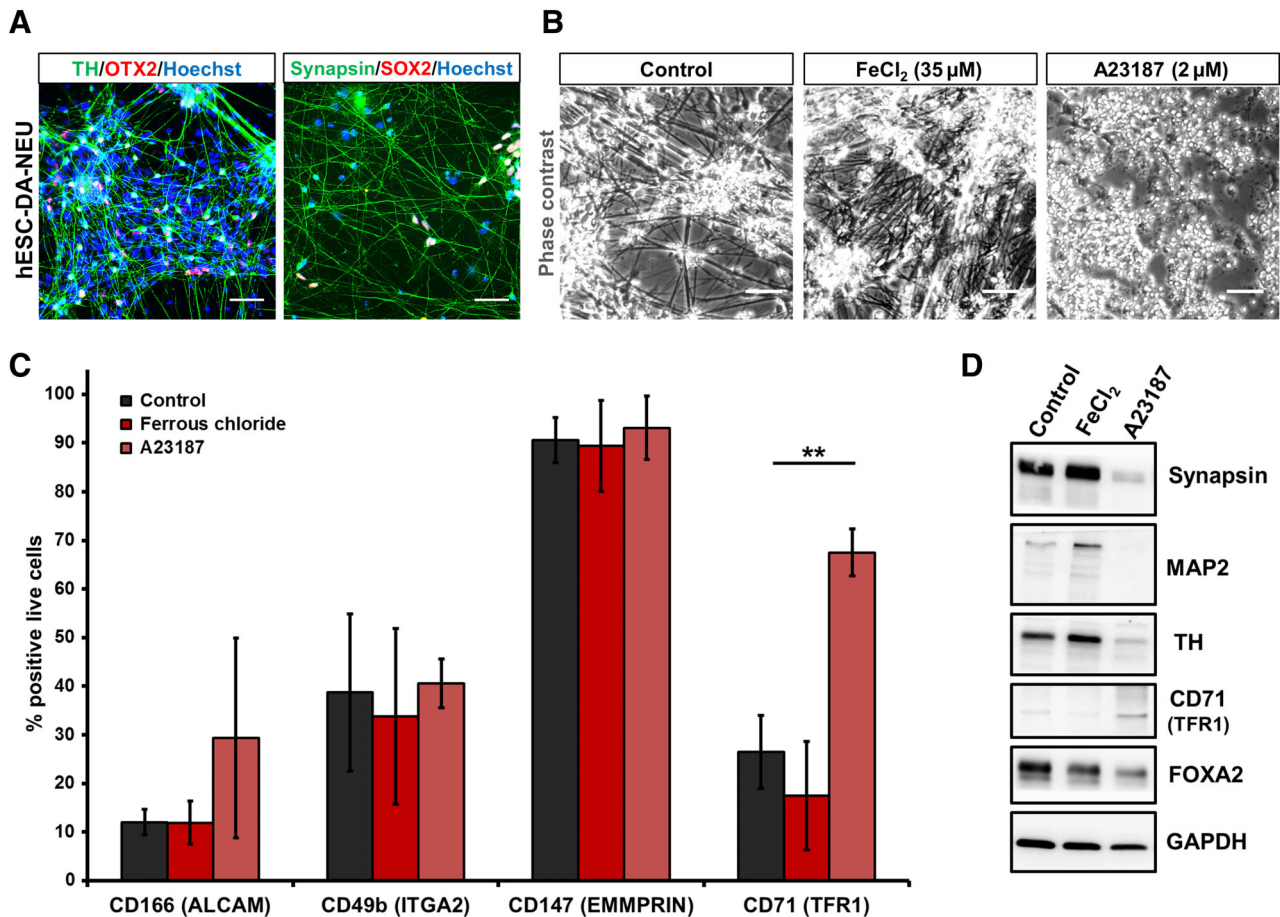 A
TH/OTX2/Hoechst
Synapsin/SOX2/Hoechst
hESC-DA-NEU
B
Control
FeCl₂ (35 µM)
A23187 (2 µM)
Phase contrast
C
Control
Ferrous chloride
A23187
% positive live cells
100
90
80
70
60
50
40
30
20
10
0
**
CD166 (ALCAM)
CD49b (ITGA2)
CD147 (EMMPRIN)
CD71 (TFR1)
D
Control
FeCl₂
A23187
Synapsin
MAP2
TH
CD71
(TFR1)
FOXA2
GAPDH